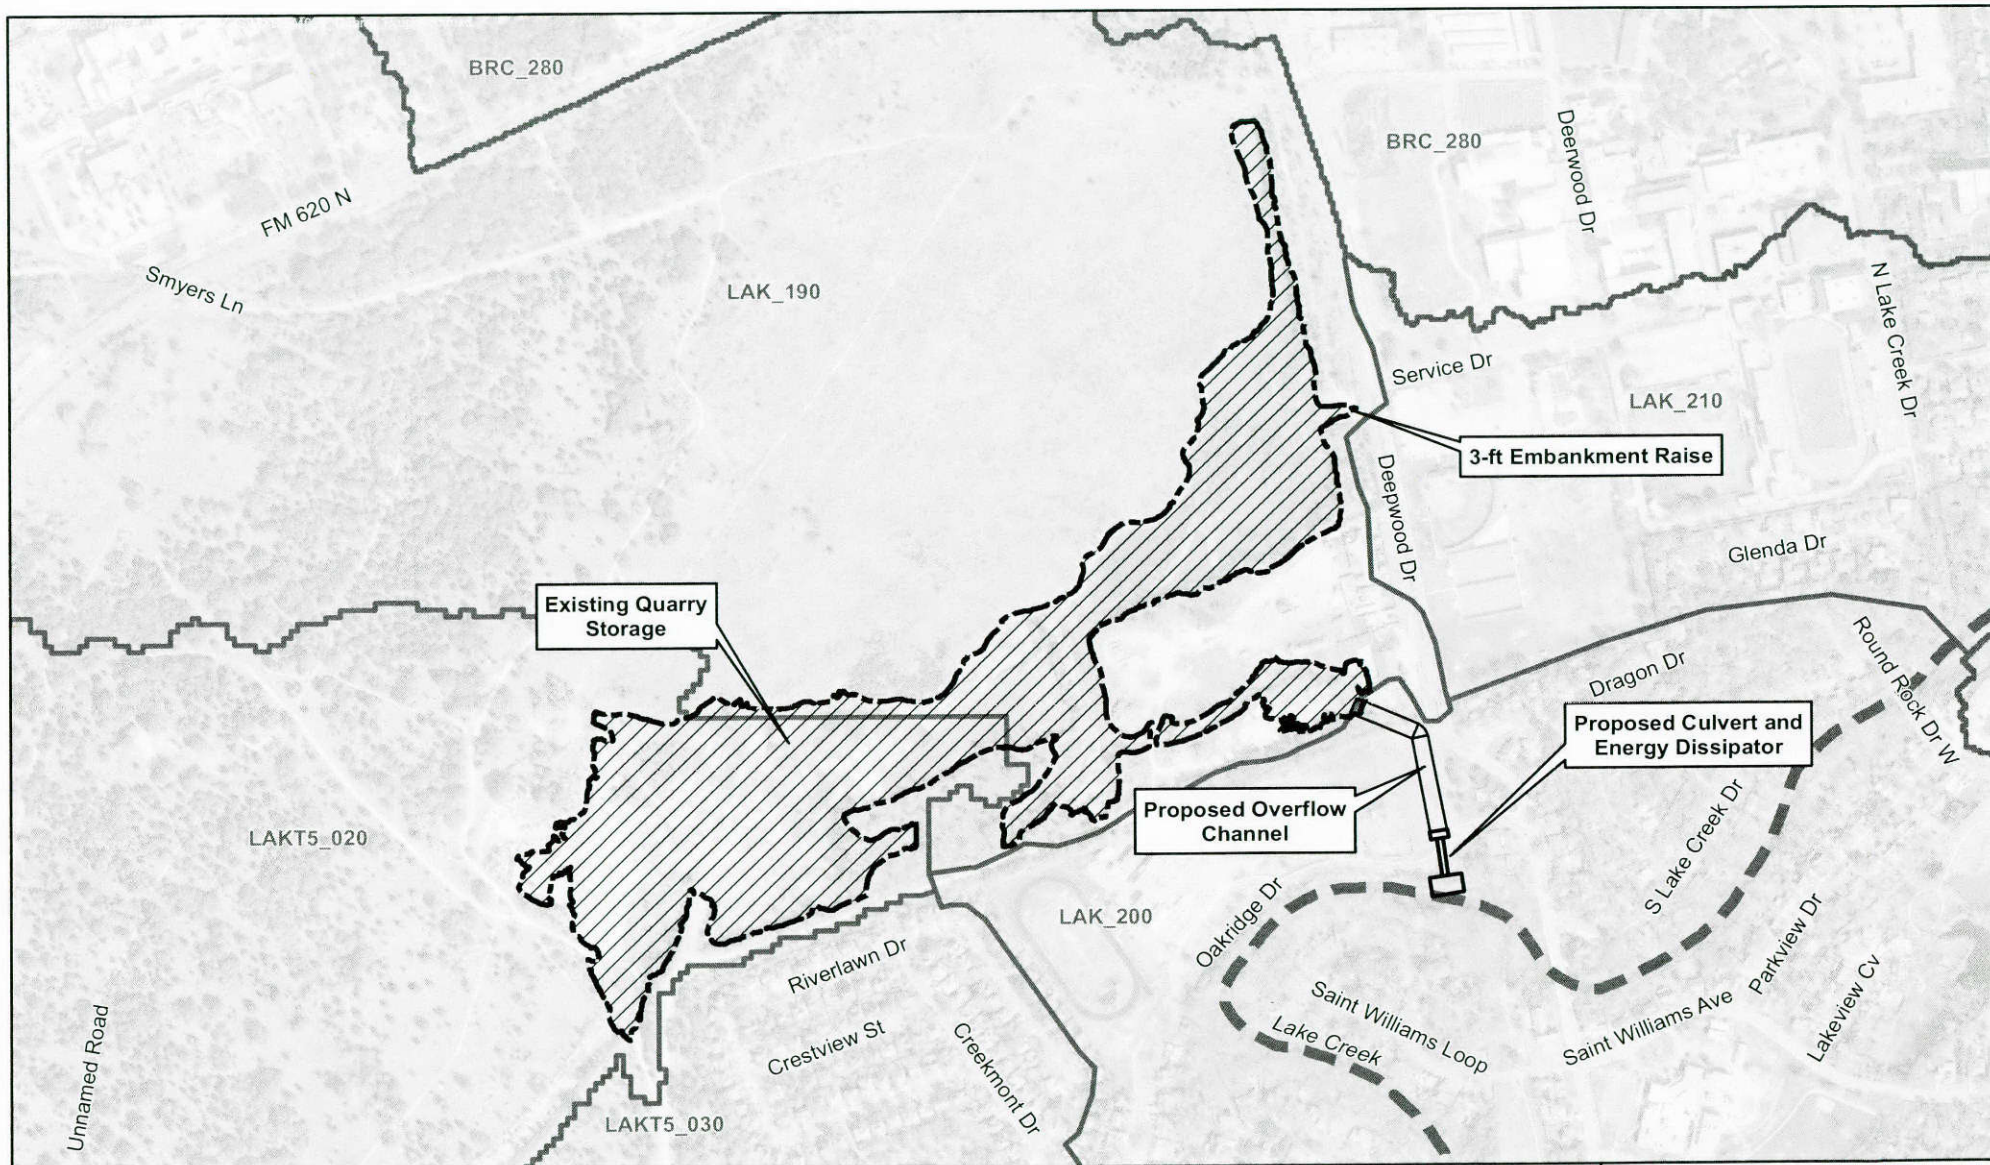 BRC_280
BRC_280
Deerwood Dr
FM 620 N
Smyers Ln
LAK_190
N Lake Creek Dr
Service Dr
LAK_210
3-ft Embankment Raise
Deepwood Dr
Glenda Dr
Existing Quarry
Storage
Round Rock Dr W
Dragon Dr
Proposed Culvert and
Energy Dissipator
Proposed Overflow
Channel
S Lake Creek Dr
LAKT5_020
LAK_200
Oakridge Dr
Parkview Dr
Riverlawn Dr
Saint Williams Loop
Saint Williams Ave
Lakeview Cv
Lake Creek
Crestview St
Creekmont Dr
Unnamed Road
LAKT5_030